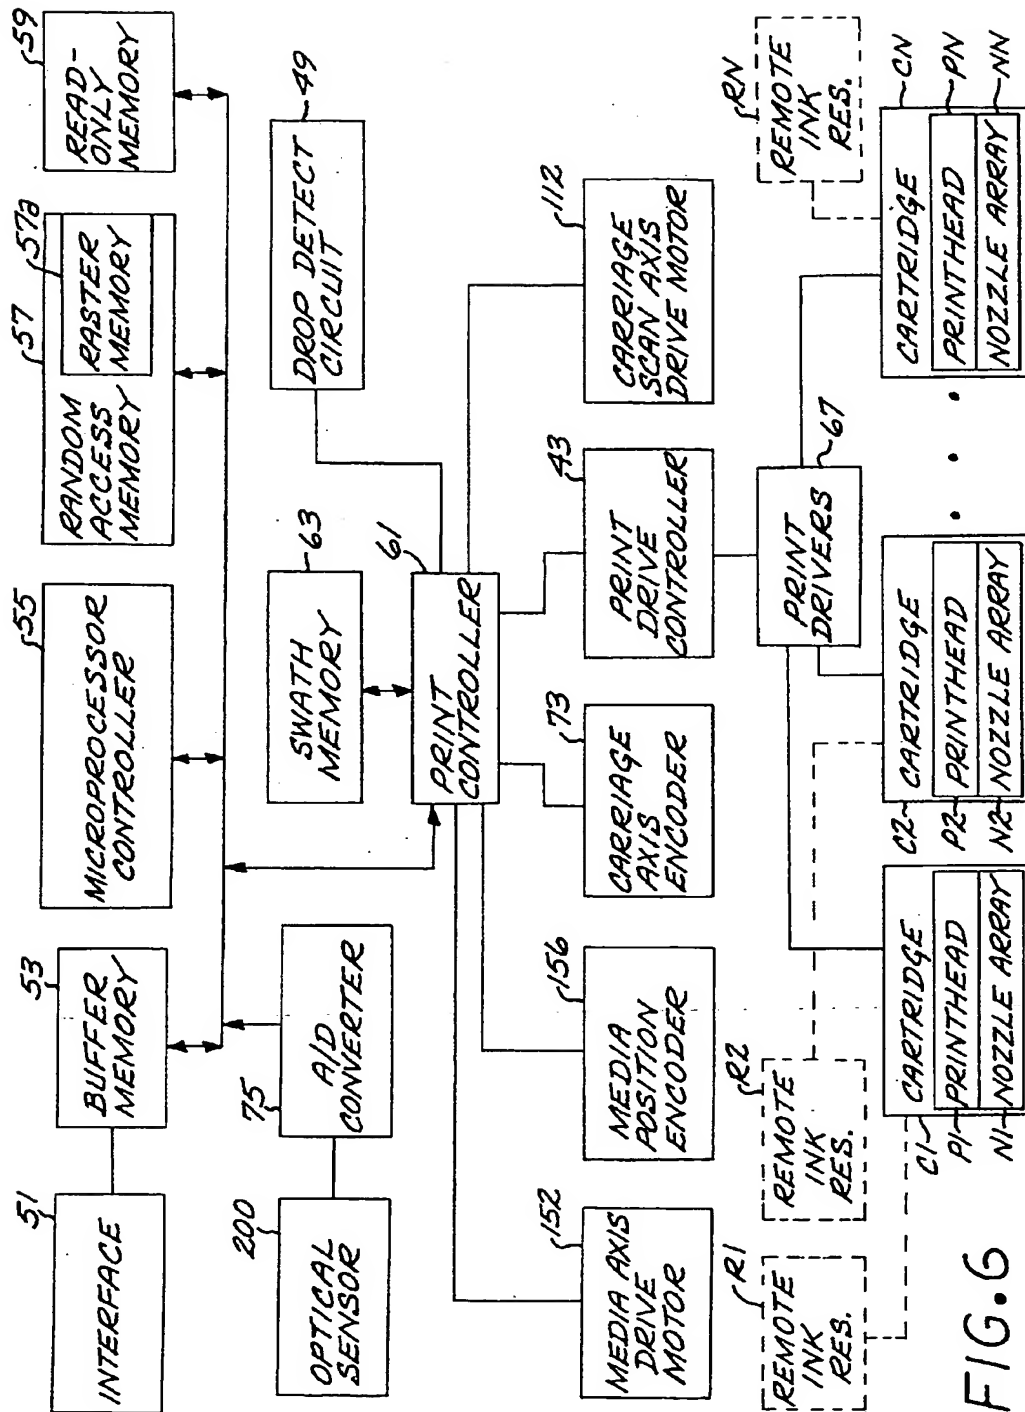 51
INTERFACE
53
BUFFER
MEMORY
55
MICROPROCESSOR
CONTROLLER
57
RANDOM
ACCESS
MEMORY
57a
RASTER
MEMORY
59
READ-
ONLY
MEMORY
200
OPTICAL
SENSOR
75
A/D
CONVERTER
63
SWATH
MEMORY
49
DROP DETECT
CIRCUIT
61
PRINT
CONTROLLER
152
MEDIA AXIS
DRIVE
MOTOR
156
MEDIA
POSITION
ENCODER
73
CARRIAGE
AXIS
ENCODER
43
PRINT
DRIVE
CONTROLLER
112
CARRIAGE
SCAN AXIS
DRIVE MOTOR
R1
REMOTE
INK
RES.
R2
REMOTE
INK
RES.
67
PRINT
DRIVERS
RN
REMOTE
INK
RES.
C1
CARTRIDGE
P1
PRINTHEAD
N1
NOZZLE ARRAY
C2
CARTRIDGE
P2
PRINTHEAD
N2
NOZZLE ARRAY
• • •
CARTRIDGE
CN
PRINTHEAD
PN
NOZZLE ARRAY
NN
FIG.6